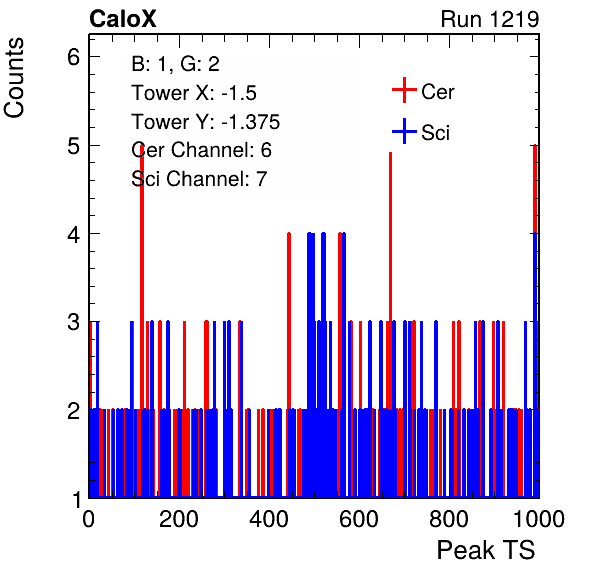 CaloX Run 1219
Counts
B: 1, G: 2
Tower X: -1.5
Tower Y: -1.375
Cer Channel: 6
Sci Channel: 7
Cer
Sci
6
5
4
3
2
1
0 200 400 600 800 1000
Peak TS